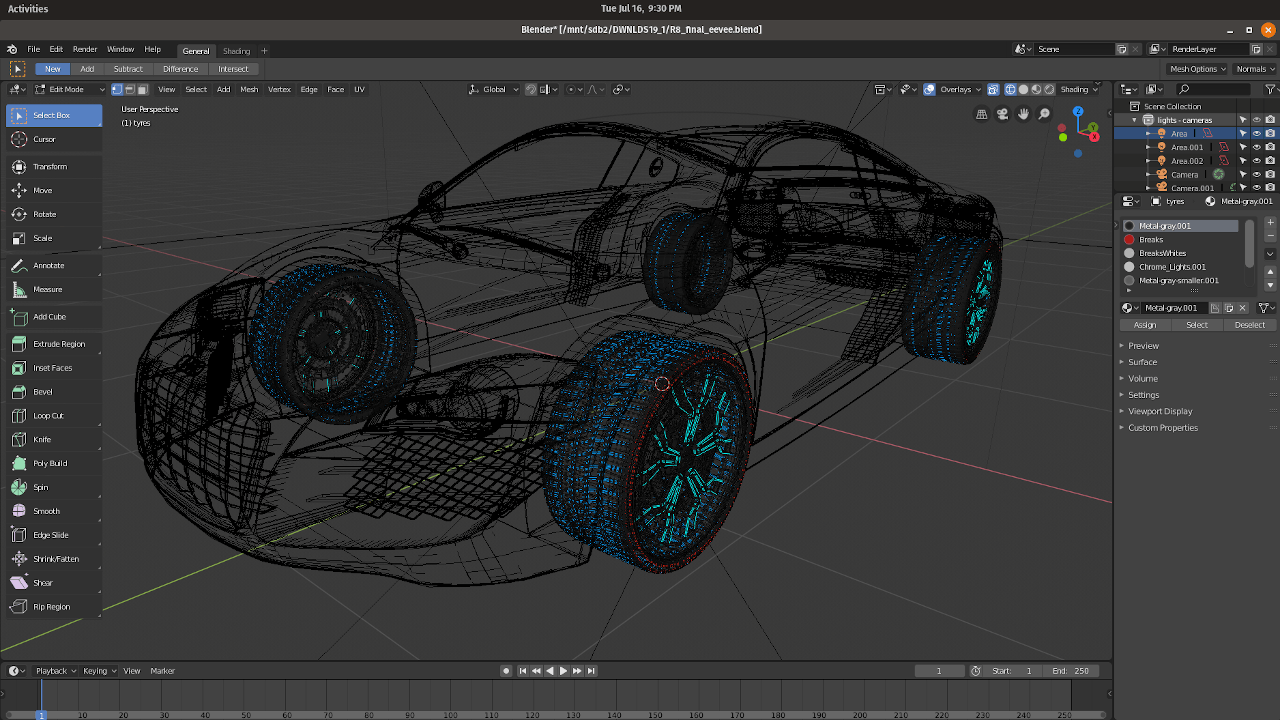 Activities
Tue Jul 16, 9:30 PM
Blender* [/mnt/sdb2/DWNLDS19_1/R8_final_eevee.blend]
File Edit Render Window Help General Shading + Scene RenderLayer
New Add Subtract Difference Intersect Mesh Options Normals
Edit Mode View Select Add Mesh Vertex Edge Face UV Global Overlays Shading
User Perspective
(1) tyres
Select Box
Cursor
Transform
Move
Rotate
Scale
Annotate
Measure
Add Cube
Extrude Region
Inset Faces
Bevel
Loop Cut
Knife
Poly Build
Spin
Smooth
Edge Slide
Shrink/Fatten
Shear
Rip Region
Z
Y
X
Scene Collection
lights - cameras
Area
Area.001
Area.002
Camera
Camera.001
tyres Metal-gray.001
Metal-gray.001
Breaks
BreaksWhites
Chrome_Lights.001
Metal-gray-smaller.001
Metal-gray.001
Assign Select Deselect
Preview
Surface
Volume
Settings
Viewport Display
Custom Properties
Playback Keying View Marker 1 Start: 1 End: 250
1 10 20 30 40 50 60 70 80 90 100 110 120 130 140 150 160 170 180 190 200 210 220 230 240 250